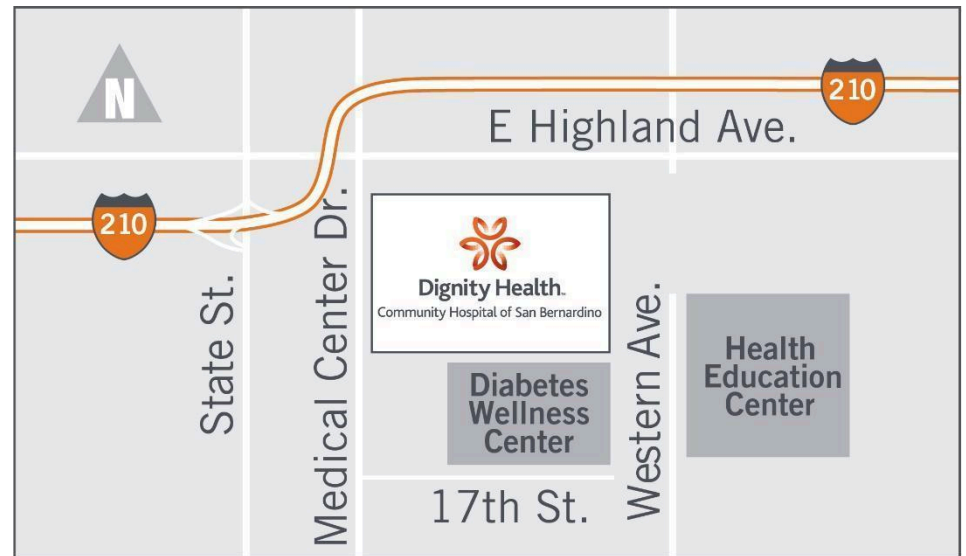 N
210
E Highland Ave.
210
State St.
Medical Center Dr.
Dignity Health™
Community Hospital of San Bernardino
Western Ave.
Diabetes
Wellness
Center
Health
Education
Center
17th St.